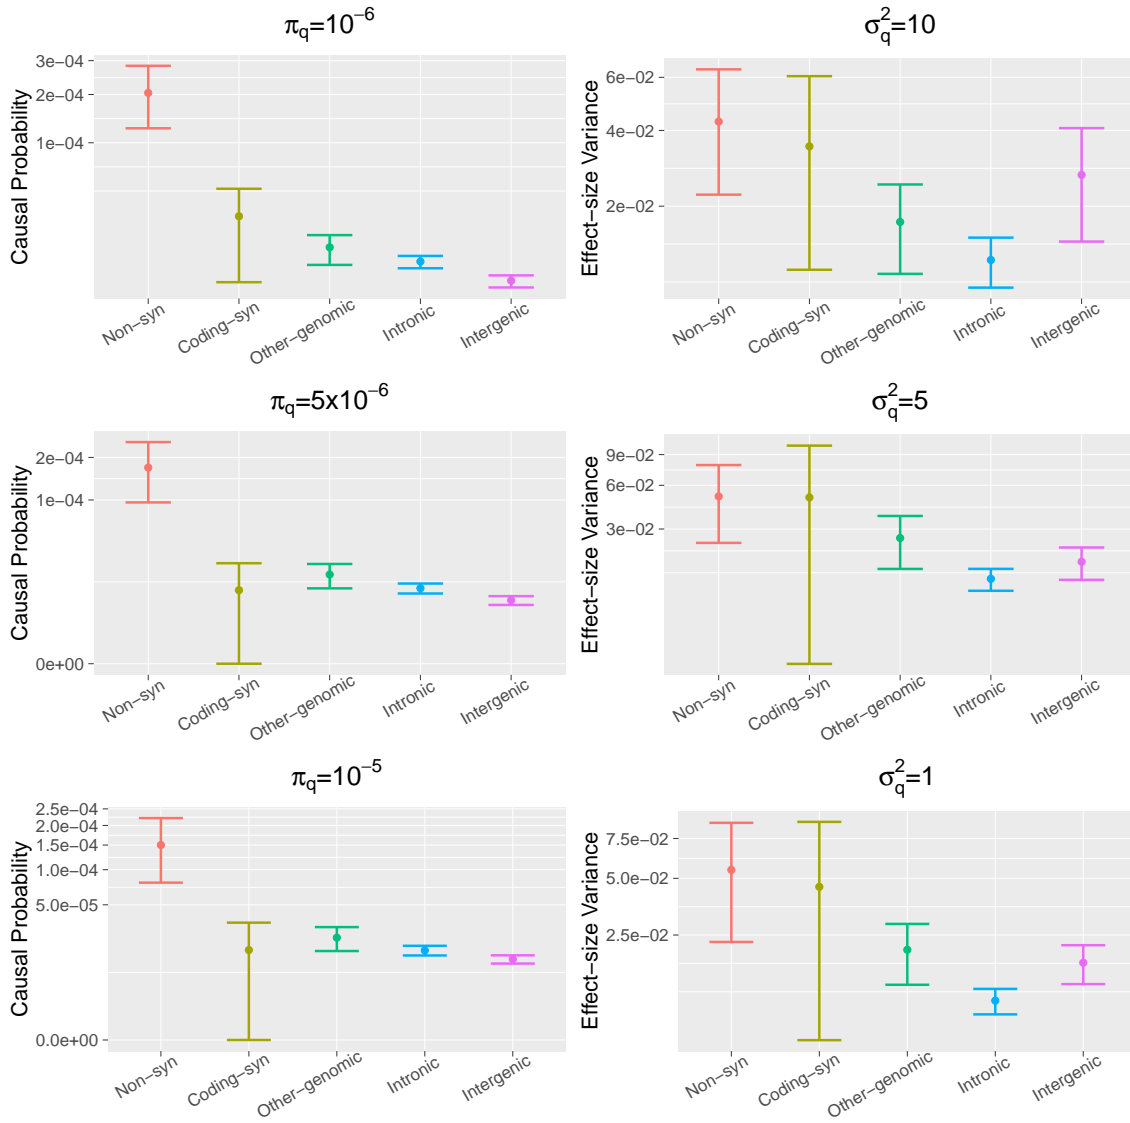 π_q=10^−6
Causal Probability
3e−04
2e−04
1e−04
Non−syn
Coding−syn
Other−genomic
Intronic
Intergenic
σ²_q=10
Effect−size Variance
6e−02
4e−02
2e−02
Non−syn
Coding−syn
Other−genomic
Intronic
Intergenic
π_q=5x10^−6
Causal Probability
2e−04
1e−04
0e+00
Non−syn
Coding−syn
Other−genomic
Intronic
Intergenic
σ²_q=5
Effect−size Variance
9e−02
6e−02
3e−02
Non−syn
Coding−syn
Other−genomic
Intronic
Intergenic
π_q=10^−5
Causal Probability
2.5e−04
2.0e−04
1.5e−04
1.0e−04
5.0e−05
0.0e+00
Non−syn
Coding−syn
Other−genomic
Intronic
Intergenic
σ²_q=1
Effect−size Variance
7.5e−02
5.0e−02
2.5e−02
Non−syn
Coding−syn
Other−genomic
Intronic
Intergenic